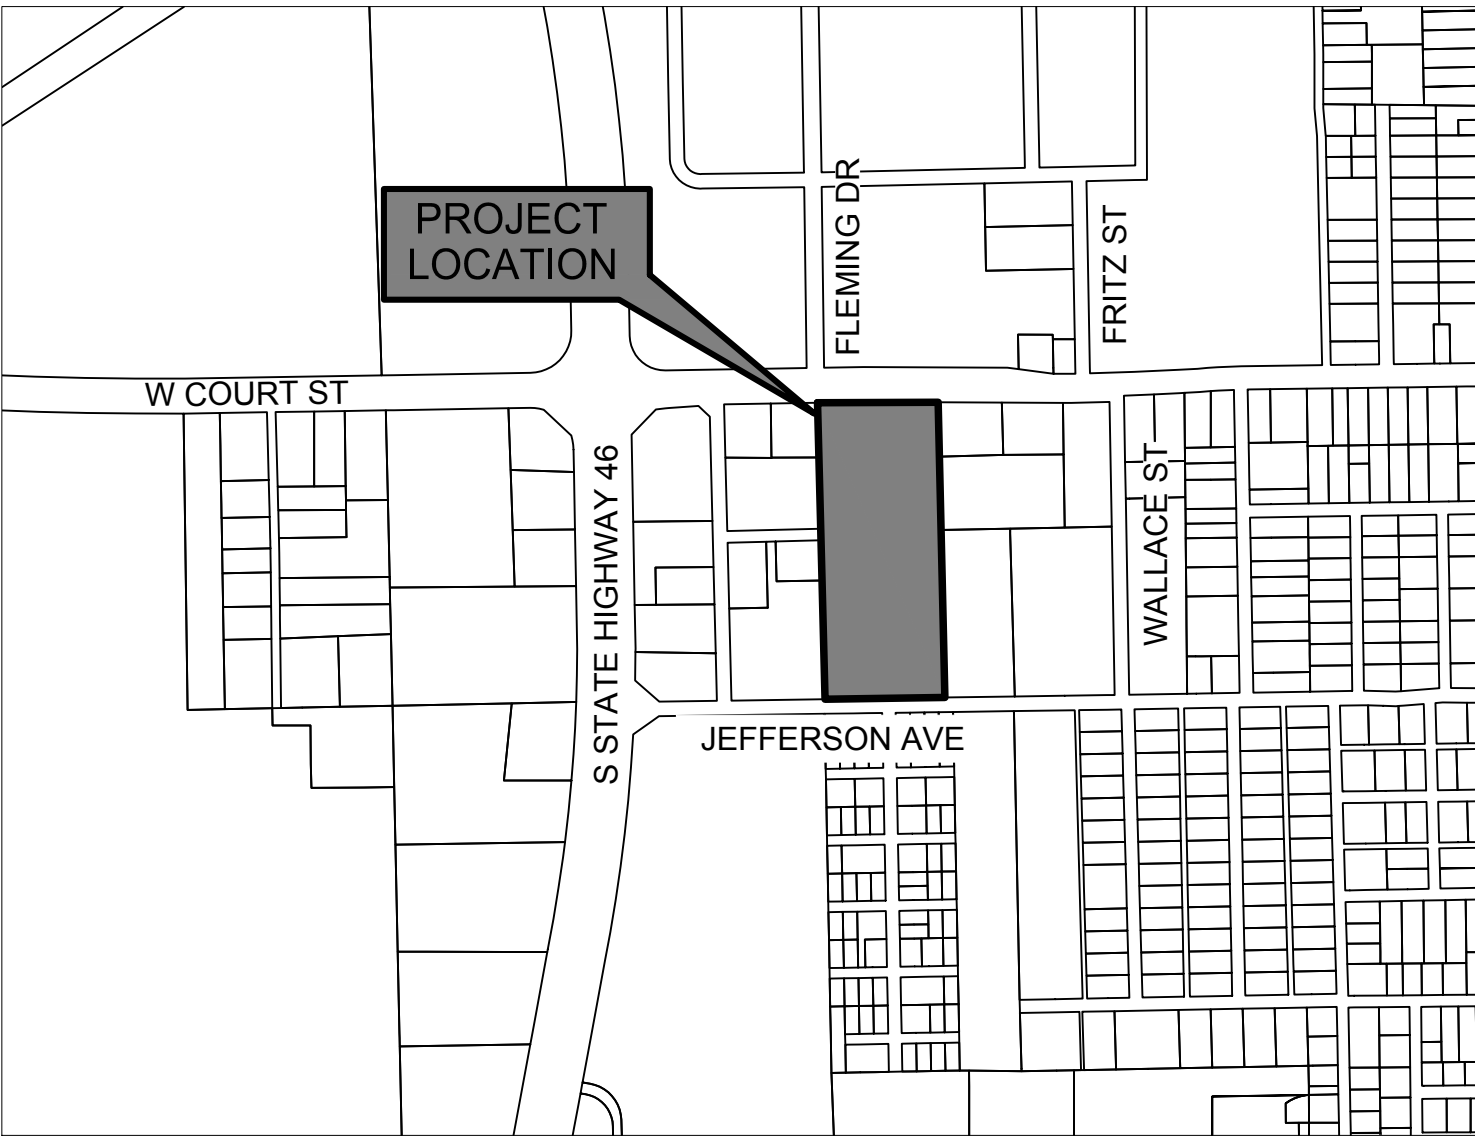 PROJECT
LOCATION
FLEMING DR
FRITZ ST
W COURT ST
S STATE HIGHWAY 46
WALLACE ST
JEFFERSON AVE